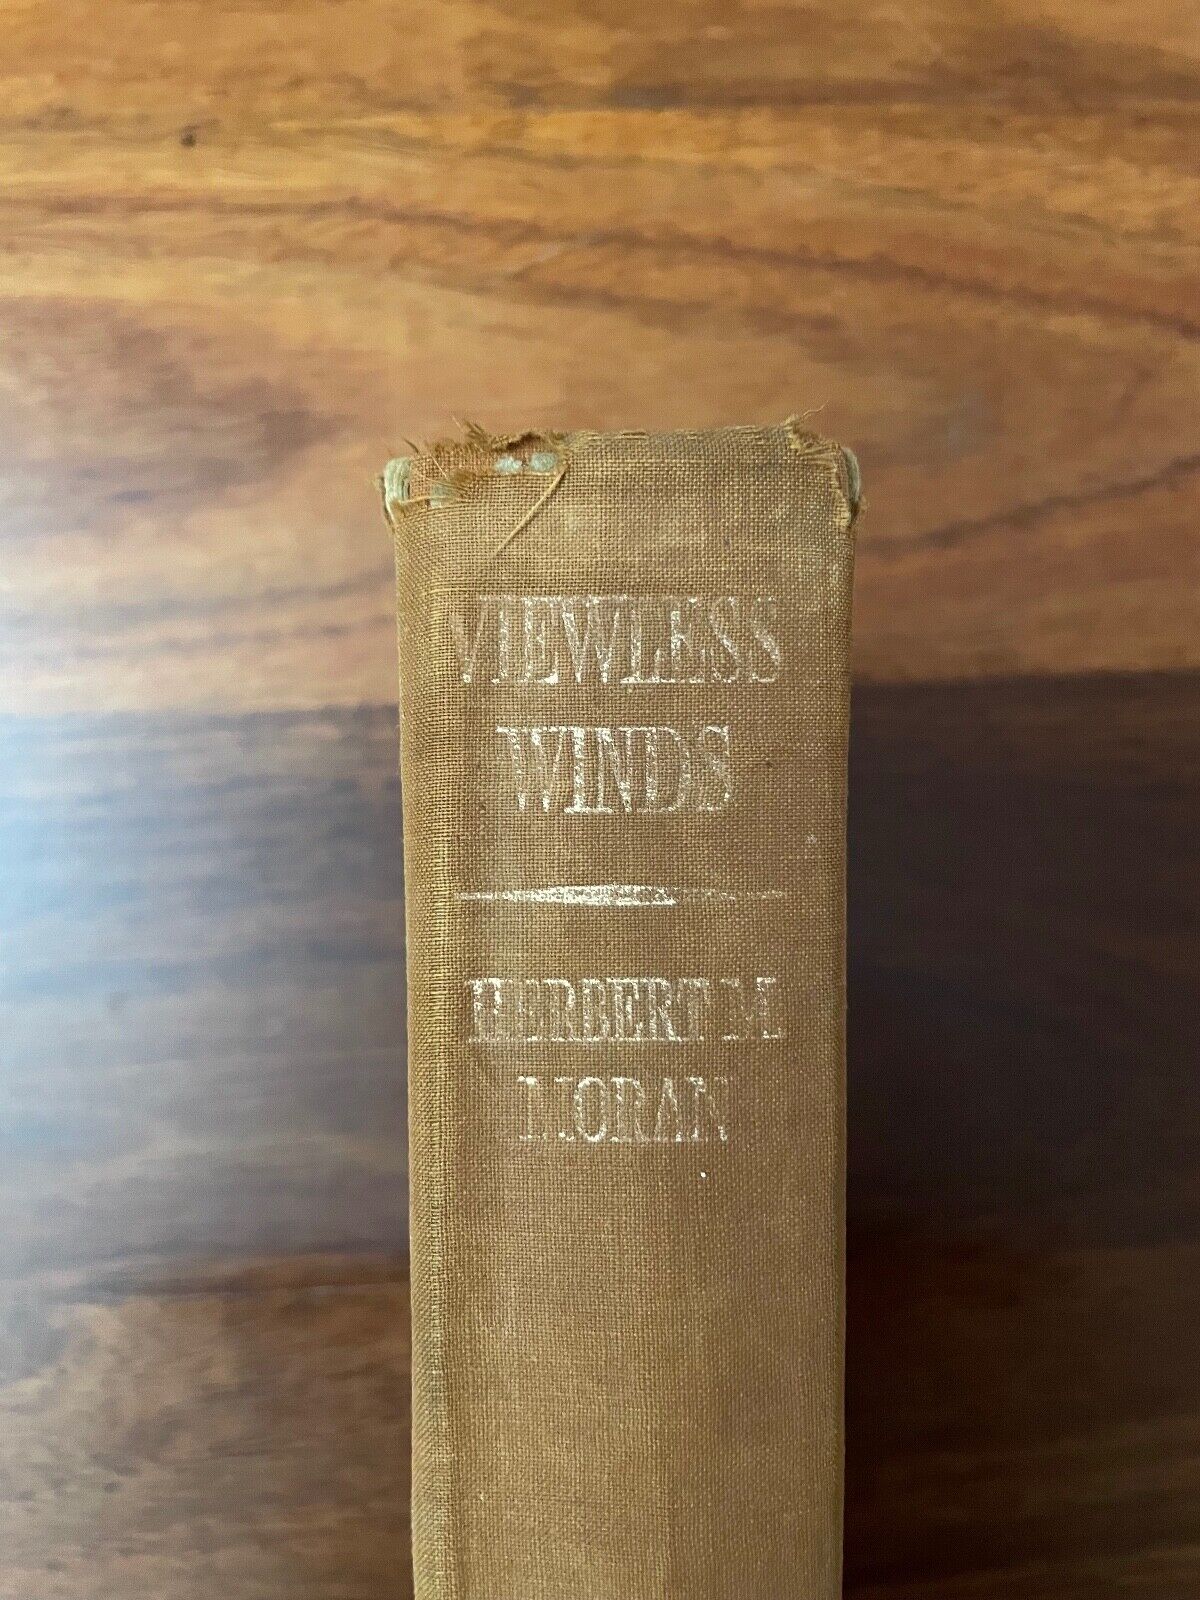 VIEWLESS
WINDS
HERBERT M.
MORAN